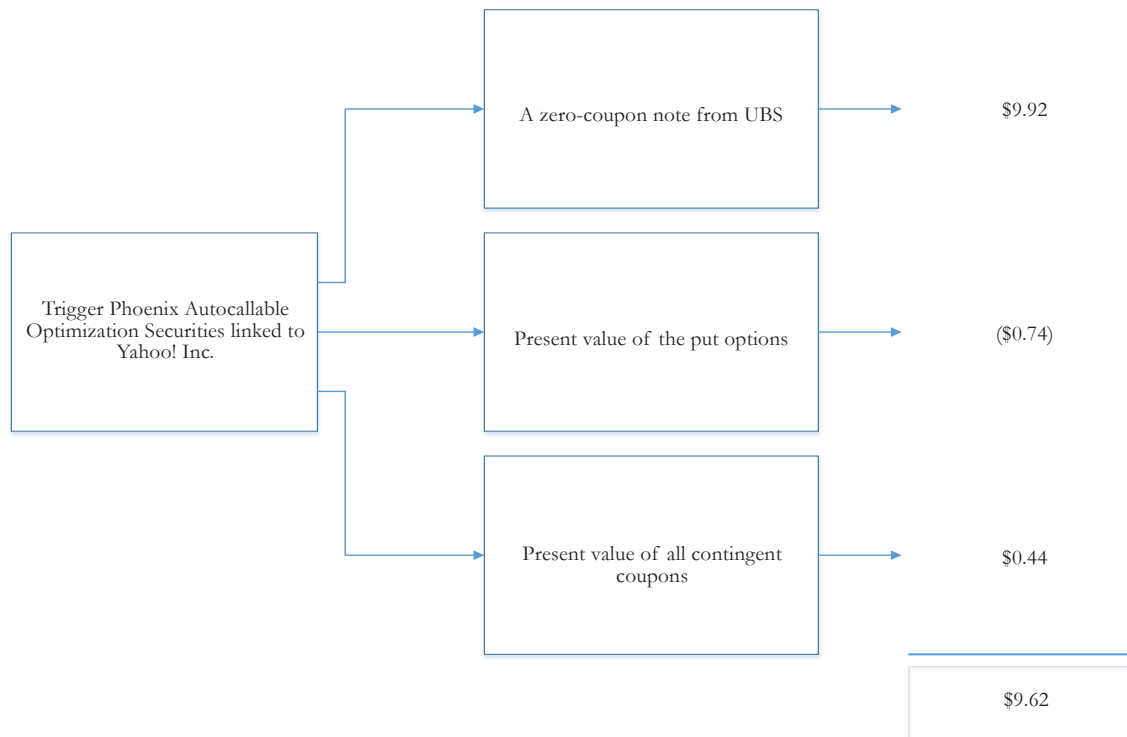 A zero-coupon note from UBS
$9.92
Trigger Phoenix Autocallable
Optimization Securities linked to
Yahoo! Inc.
Present value of the put options
($0.74)
Present value of all contingent
coupons
$0.44
$9.62